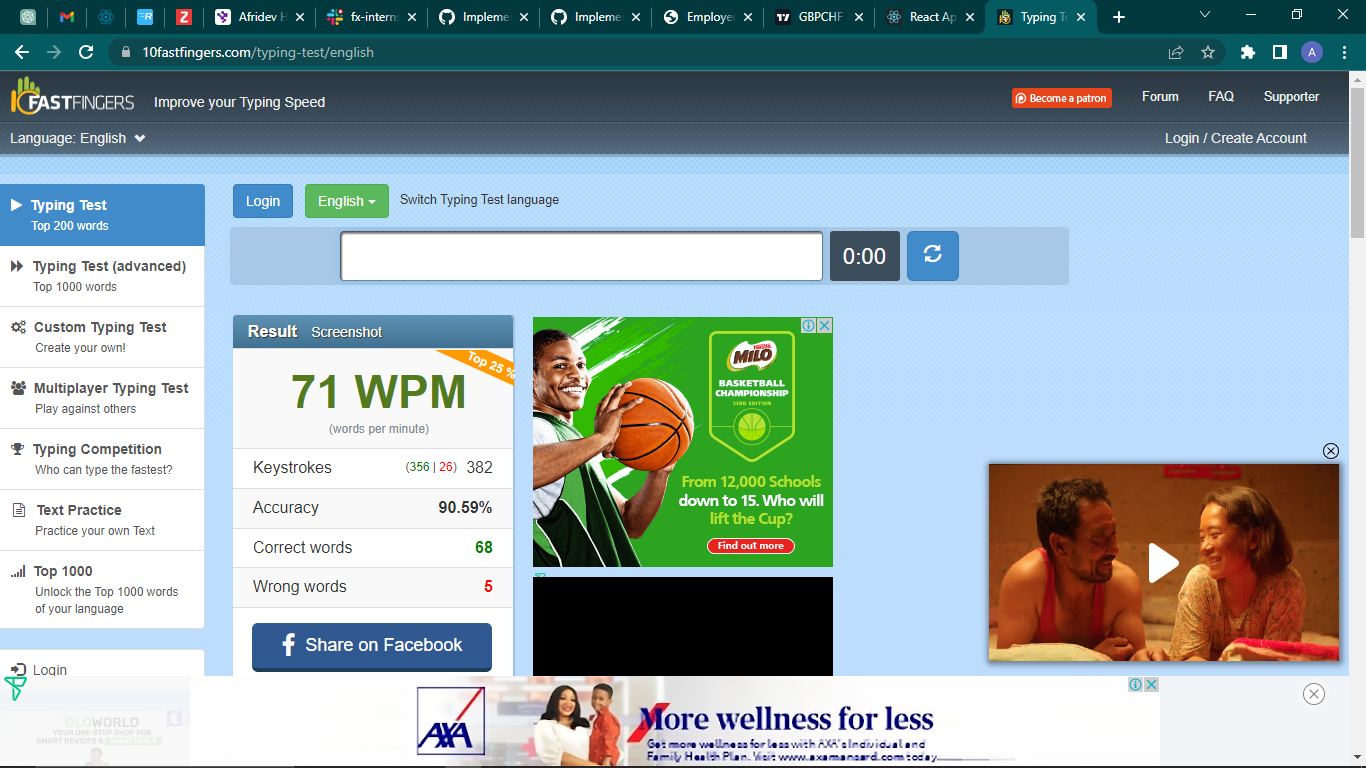 Afridev H
fx-interns
Impleme
Impleme
Employe
GBPCHF
React Ap
Typing Te
10fastfingers.com/typing-test/english
A
FASTFINGERS
Improve your Typing Speed
Become a patron
Forum
FAQ
Supporter
Language: English
Login / Create Account
Typing Test
Top 200 words
Typing Test (advanced)
Top 1000 words
Custom Typing Test
Create your own!
Multiplayer Typing Test
Play against others
Typing Competition
Who can type the fastest?
Text Practice
Practice your own Text
Top 1000
Unlock the Top 1000 words
of your language
Login
Login
English
Switch Typing Test language
0:00
Result Screenshot
Top 25 %
71 WPM
(words per minute)
Keystrokes (356 | 26) 382
Accuracy 90.59%
Correct words 68
Wrong words 5
Share on Facebook
Nestle
MILO
BASKETBALL
CHAMPIONSHIP
23RD EDITION
From 12,000 Schools
down to 15. Who will
lift the Cup?
Find out more
GLOWORLD
YOUR ONE STOP SHOP FOR
SMART DEVICES & GREAT DEALS
AXA
More wellness for less
Get more wellness for less with AXA's Individual and
Family Health Plan. Visit www.axamansard.com today